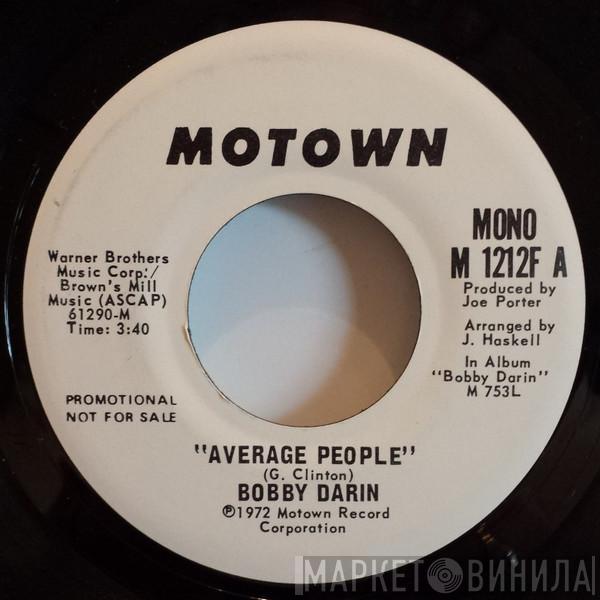 MOTOWN
MONO
M 1212F A
Produced by
Joe Porter
Arranged by
J. Haskell
In Album
"Bobby Darin"
M 753L
Warner Brothers
Music Corp./
Brown's Mill
Music (ASCAP)
61290-M
Time: 3:40
PROMOTIONAL
NOT FOR SALE
"AVERAGE PEOPLE"
(G. Clinton)
BOBBY DARIN
℗1972 Motown Record
Corporation
МАРКЕТ ВИНИЛА